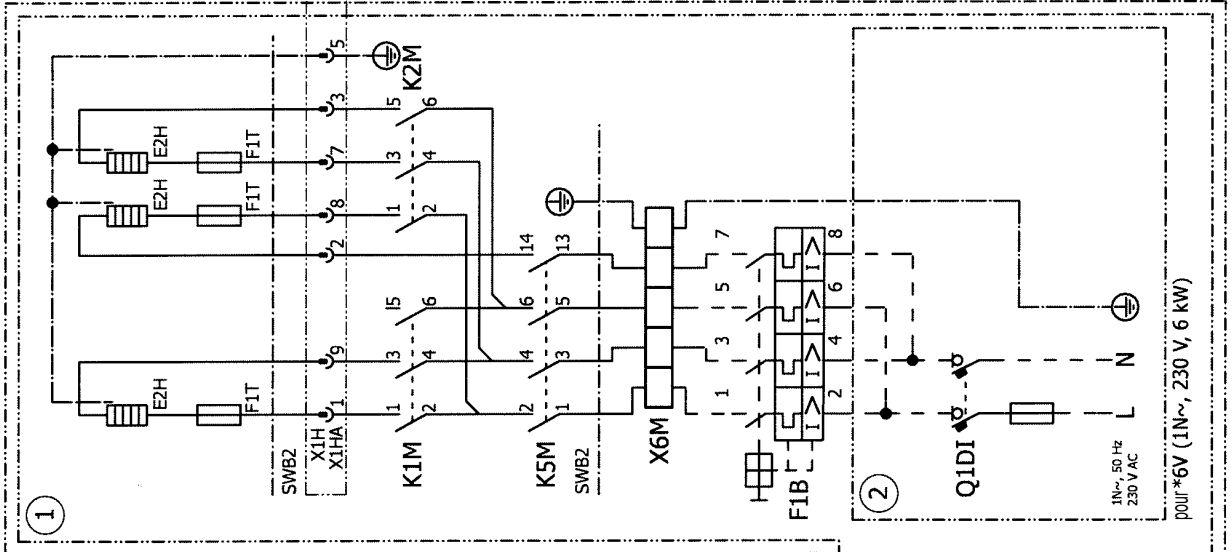 1
5
3
7
8
2
9
1
E2H
E2H
E2H
F1T
F1T
F1T
SWB2
X1H
X1HA
K2M
5
3
1
6
4
2
K1M
15
3
1
6
4
2
K5M
14
6
4
2
13
5
3
1
SWB2
X6M
7
5
3
1
F1B
I>
I>
I>
I>
8
6
4
2
2
Q1DI
1N~, 50 Hz
230 V AC
L
N
pour *6V (1N~, 230 V, 6 kW)